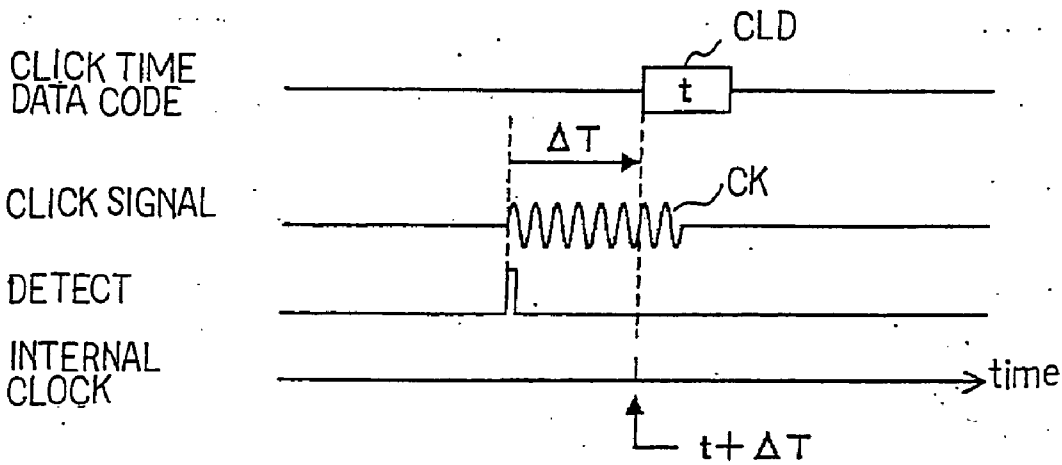 CLD
CLICK TIME
DATA CODE
t
ΔT
CLICK SIGNAL
CK
DETECT
INTERNAL
CLOCK
time
t+ΔT